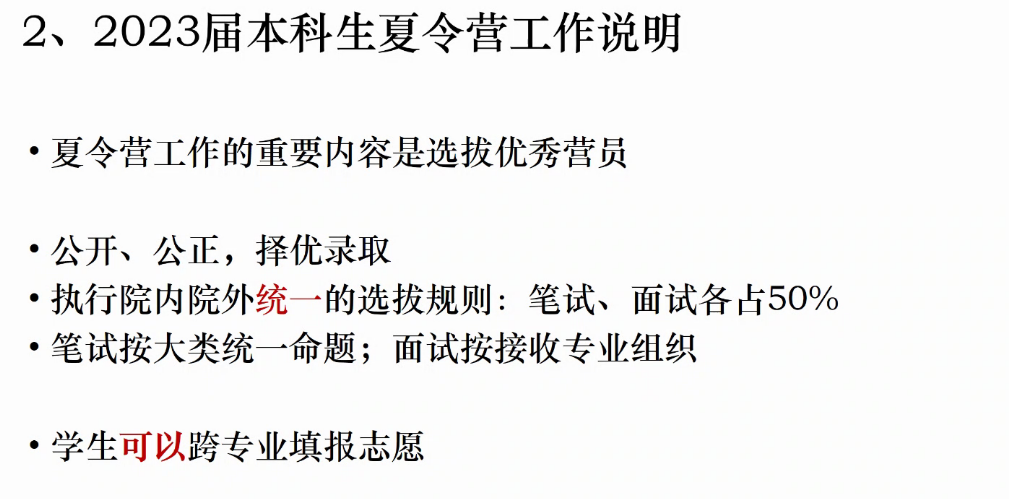 2、2023届本科生夏令营工作说明
• 夏令营工作的重要内容是选拔优秀营员
• 公开、公正，择优录取
• 执行院内院外统一的选拔规则：笔试、面试各占50%
• 笔试按大类统一命题；面试按接收专业组织
• 学生可以跨专业填报志愿